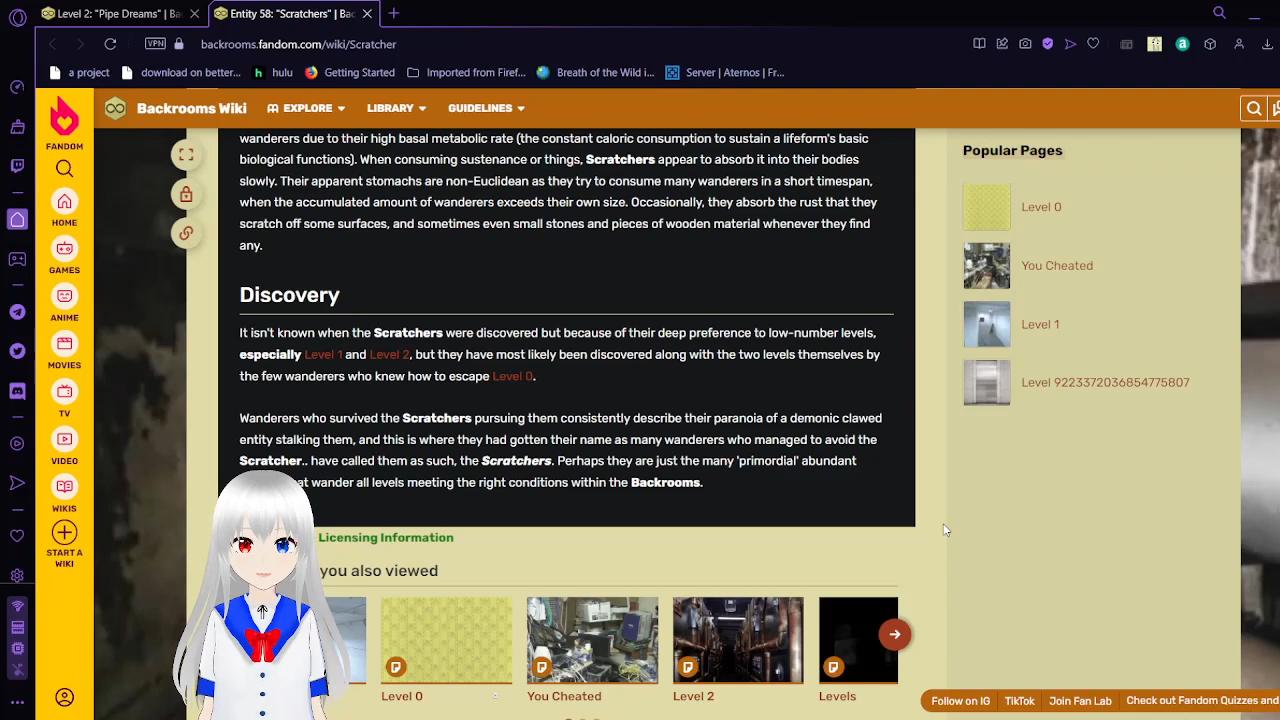 Level 2: "Pipe Dreams" | Ba
Entity 58: "Scratchers" | Bac
VPN
backrooms.fandom.com/wiki/Scratcher
a project
download on better...
hulu
Getting Started
Imported from Firef...
Breath of the Wild i...
Server | Aternos | Fr...
FANDOM
HOME
GAMES
ANIME
MOVIES
TV
VIDEO
WIKIS
START A
WIKI
Backrooms Wiki
EXPLORE
LIBRARY
GUIDELINES
wanderers due to their high basal metabolic rate (the constant caloric consumption to sustain a lifeform's basic
biological functions). When consuming sustenance or things, Scratchers appear to absorb it into their bodies
slowly. Their apparent stomachs are non-Euclidean as they try to consume many wanderers in a short timespan,
when the accumulated amount of wanderers exceeds their own size. Occasionally, they absorb the rust that they
scratch off some surfaces, and sometimes even small stones and pieces of wooden material whenever they find
any.
Discovery
It isn't known when the Scratchers were discovered but because of their deep preference to low-number levels,
especially Level 1 and Level 2, but they have most likely been discovered along with the two levels themselves by
the few wanderers who knew how to escape Level 0.
Wanderers who survived the Scratchers pursuing them consistently describe their paranoia of a demonic clawed
entity stalking them, and this is where they had gotten their name as many wanderers who managed to avoid the
Scratcher.. have called them as such, the Scratchers. Perhaps they are just the many 'primordial' abundant
at wander all levels meeting the right conditions within the Backrooms.
Licensing Information
you also viewed
Level 0
You Cheated
Level 2
Levels
Popular Pages
Level 0
You Cheated
Level 1
Level 9223372036854775807
Follow on IG
TikTok
Join Fan Lab
Check out Fandom Quizzes and